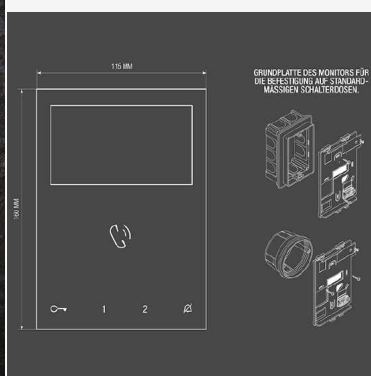 115 MM
GRUNDPLATTE DES MONITORS FÜR
DIE BEFESTIGUNG AUF STANDARD-
MÄSSIGEN SCHALTERDOSEN.
160 MM
1 2